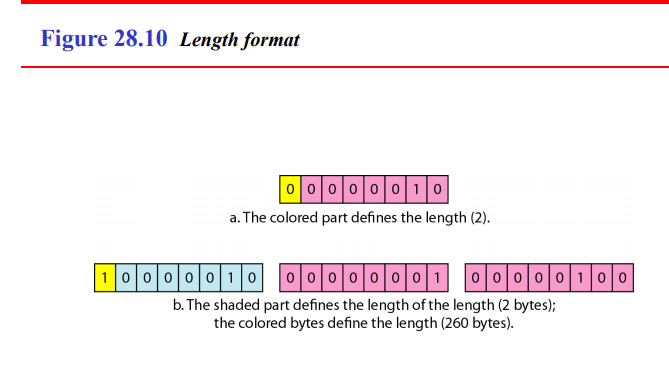 Figure 28.10 Length format
0 0 0 0 0 0 1 0
a. The colored part defines the length (2).
1 0 0 0 0 0 1 0 0 0 0 0 0 0 0 1 0 0 0 0 0 1 0 0
b. The shaded part defines the length of the length (2 bytes);
the colored bytes define the length (260 bytes).